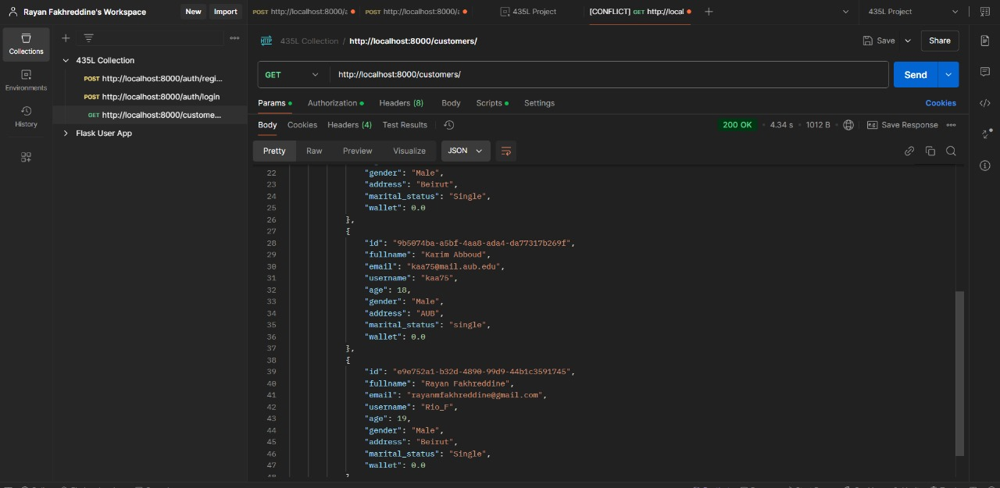 Rayan Fakhreddine's Workspace
New
Import
POST http://localhost:8000/a
POST http://localhost:8000/a
435L Project
[CONFLICT] GET http://local
435L Project
Collections
Environments
History
435L Collection
POST http://localhost:8000/auth/regi...
POST http://localhost:8000/auth/login
GET http://localhost:8000/custome...
Flask User App
HTTP 435L Collection / http://localhost:8000/customers/
Save
Share
GET http://localhost:8000/customers/
Send
Params Authorization Headers (8) Body Scripts Settings
Cookies
Body Cookies Headers (4) Test Results
200 OK • 4.34 s • 1012 B
Save Response
Pretty Raw Preview Visualize JSON
22 "gender": "Male",
23 "address": "Beirut",
24 "marital_status": "Single",
25 "wallet": 0.0
26 },
27 {
28 "id": "9b5074ba-a5bf-4aa8-ada4-da77317b269f",
29 "fullname": "Karim Abboud",
30 "email": "kaa75@mail.aub.edu",
31 "username": "kaa75",
32 "age": 18,
33 "gender": "Male",
34 "address": "AUB",
35 "marital_status": "single",
36 "wallet": 0.0
37 },
38 {
39 "id": "e9e752a1-b32d-4890-99d9-44b1c3591745",
40 "fullname": "Rayan Fakhreddine",
41 "email": "rayanmfakhreddine@gmail.com",
42 "username": "Rio_F",
43 "age": 19,
44 "gender": "Male",
45 "address": "Beirut",
46 "marital_status": "Single",
47 "wallet": 0.0
48 }